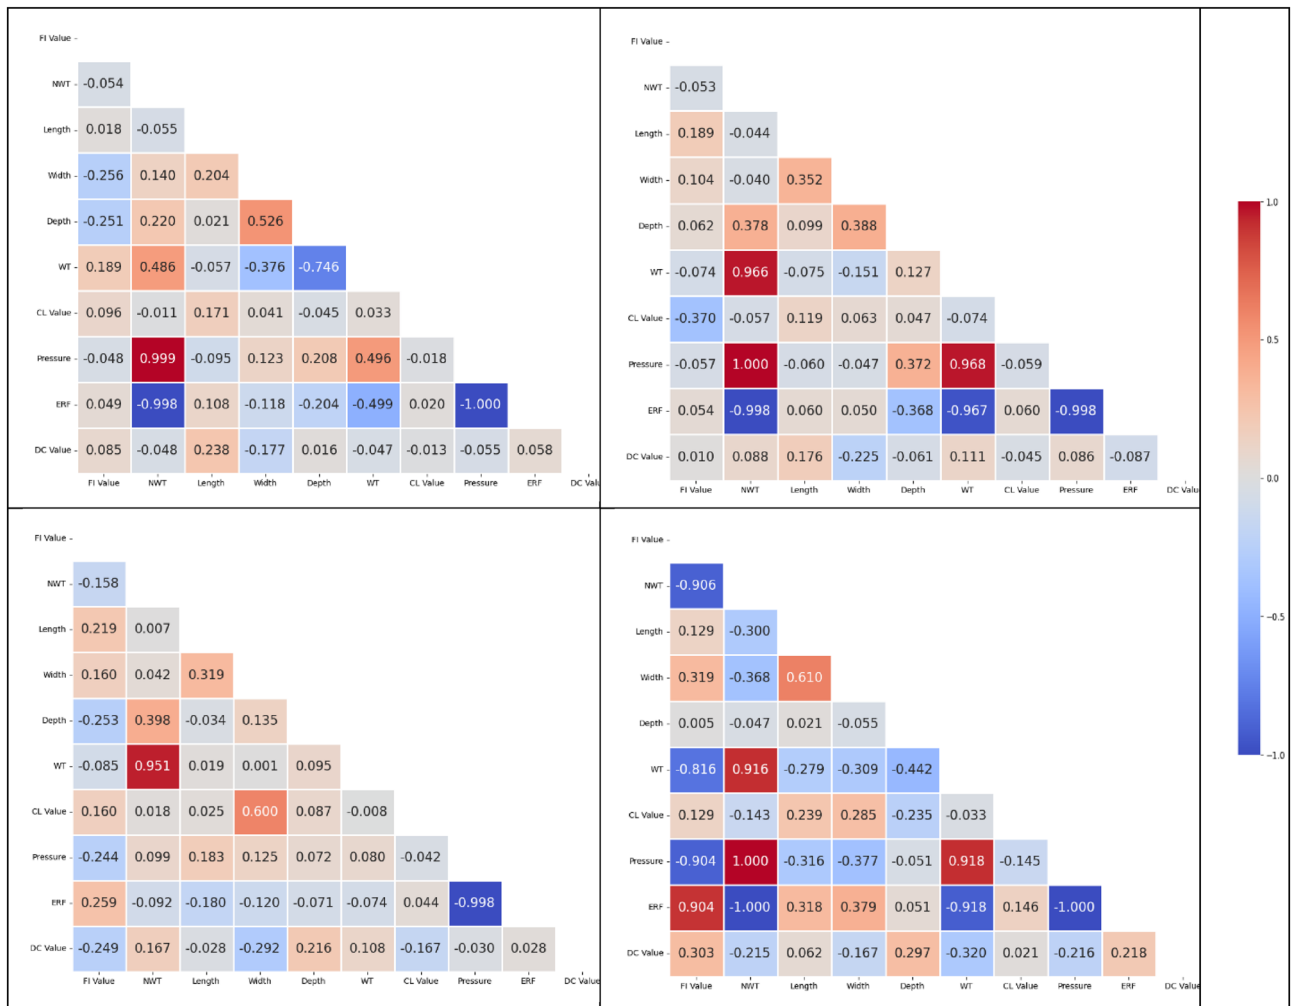 FI Value
NWT -0.054
Length 0.018 -0.055
Width -0.256 0.140 0.204
Depth -0.251 0.220 0.021 0.526
WT 0.189 0.486 -0.057 -0.376 -0.746
CL Value 0.096 -0.011 0.171 0.041 -0.045 0.033
Pressure -0.048 0.999 -0.095 0.123 0.208 0.496 -0.018
ERF 0.049 -0.998 0.108 -0.118 -0.204 -0.499 0.020 -1.000
DC Value 0.085 -0.048 0.238 -0.177 0.016 -0.047 -0.013 -0.055 0.058
FI Value NWT Length Width Depth WT CL Value Pressure ERF DC Valu
FI Value
NWT -0.053
Length 0.189 -0.044
Width 0.104 -0.040 0.352
Depth 0.062 0.378 0.099 0.388
WT -0.074 0.966 -0.075 -0.151 0.127
CL Value -0.370 -0.057 0.119 0.063 0.047 -0.074
Pressure -0.057 1.000 -0.060 -0.047 0.372 0.968 -0.059
ERF 0.054 -0.998 0.060 0.050 -0.368 -0.967 0.060 -0.998
DC Value 0.010 0.088 0.176 -0.225 -0.061 0.111 -0.045 0.086 -0.087
FI Value NWT Length Width Depth WT CL Value Pressure ERF DC Valu
FI Value
NWT -0.158
Length 0.219 0.007
Width 0.160 0.042 0.319
Depth -0.253 0.398 -0.034 0.135
WT -0.085 0.951 0.019 0.001 0.095
CL Value 0.160 0.018 0.025 0.600 0.087 -0.008
Pressure -0.244 0.099 0.183 0.125 0.072 0.080 -0.042
ERF 0.259 -0.092 -0.180 -0.120 -0.071 -0.074 0.044 -0.998
DC Value -0.249 0.167 -0.028 -0.292 0.216 0.108 -0.167 -0.030 0.028
FI Value NWT Length Width Depth WT CL Value Pressure ERF DC Valu
FI Value
NWT -0.906
Length 0.129 -0.300
Width 0.319 -0.368 0.610
Depth 0.005 -0.047 0.021 -0.055
WT -0.816 0.916 -0.279 -0.309 -0.442
CL Value 0.129 -0.143 0.239 0.285 -0.235 -0.033
Pressure -0.904 1.000 -0.316 -0.377 -0.051 0.918 -0.145
ERF 0.904 -1.000 0.318 0.379 0.051 -0.918 0.146 -1.000
DC Value 0.303 -0.215 0.062 -0.167 0.297 -0.320 0.021 -0.216 0.218
FI Value NWT Length Width Depth WT CL Value Pressure ERF DC Valu
1.0
0.5
0.0
−0.5
−1.0